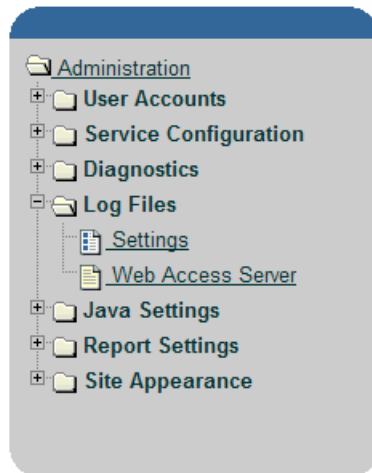 Administration
User Accounts
Service Configuration
Diagnostics
Log Files
Settings
Web Access Server
Java Settings
Report Settings
Site Appearance